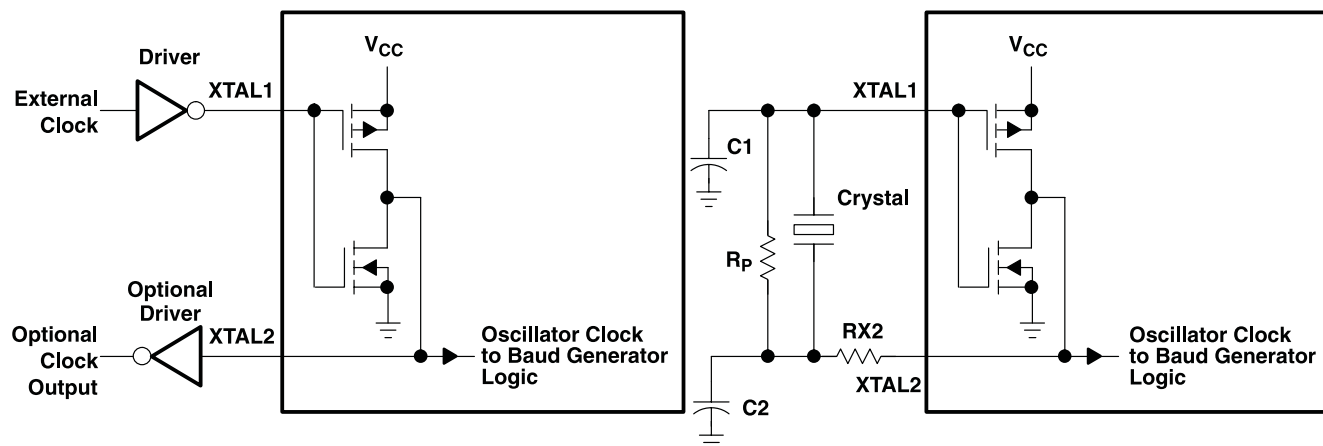 Driver
External
Clock
XTAL1
VCC
Optional
Driver
Optional
Clock
Output
XTAL2
Oscillator Clock
to Baud Generator
Logic
VCC
XTAL1
C1
Crystal
RP
RX2
XTAL2
C2
Oscillator Clock
to Baud Generator
Logic